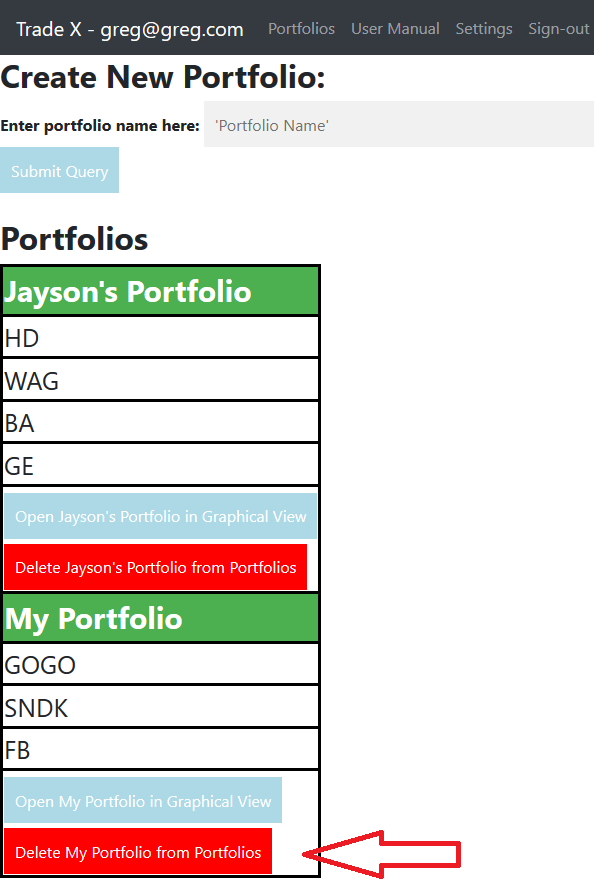 Trade X - greg@greg.com Portfolios User Manual Settings Sign-out
Create New Portfolio:
Enter portfolio name here: 'Portfolio Name'
Submit Query
Portfolios
Jayson's Portfolio
HD
WAG
BA
GE
Open Jayson's Portfolio in Graphical View
Delete Jayson's Portfolio from Portfolios
My Portfolio
GOGO
SNDK
FB
Open My Portfolio in Graphical View
Delete My Portfolio from Portfolios